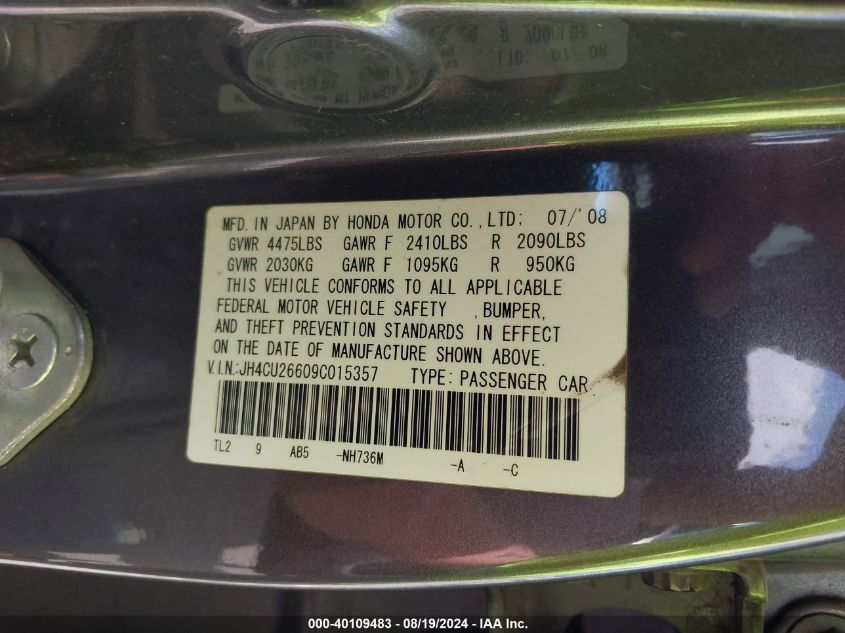 MFD. IN JAPAN BY HONDA MOTOR CO., LTD: 07/'08
GVWR 4475LBS GAWR F 2410LBS R 2090LBS
GVWR 2030KG GAWR F 1095KG R 950KG
THIS VEHICLE CONFORMS TO ALL APPLICABLE
FEDERAL MOTOR VEHICLE SAFETY , BUMPER,
AND THEFT PREVENTION STANDARDS IN EFFECT
ON THE DATE OF MANUFACTURE SHOWN ABOVE.
V.I.N.:JH4CU26609C015357 TYPE: PASSENGER CAR
TL2 9 AB5 -NH736M -A -C
000-40109483 - 08/19/2024 - IAA Inc.